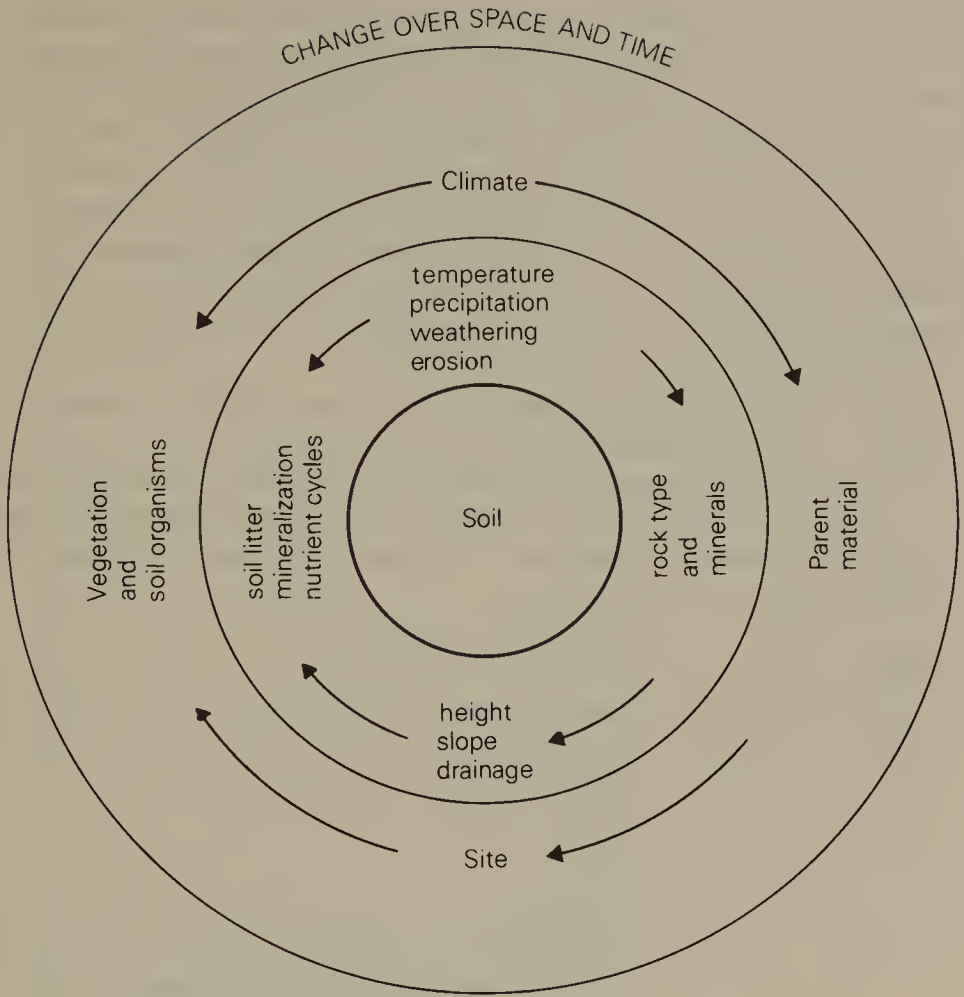 CHANGE OVER SPACE AND TIME
Climate
temperature
precipitation
weathering
erosion
Vegetation
and
soil organisms
soil litter
mineralization
nutrient cycles
Soil
rock type
and
minerals
Parent
material
height
slope
drainage
Site